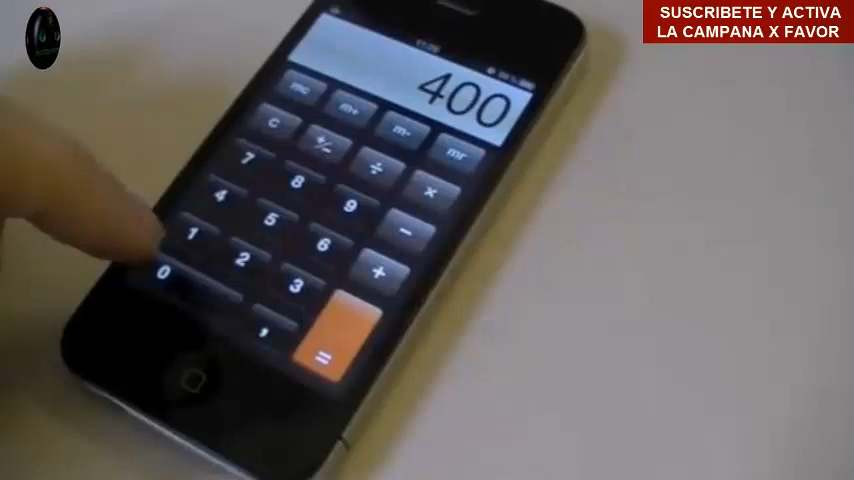 SUSCRIBETE Y ACTIVA
LA CAMPANA X FAVOR
400
mc m+ m- mr
C +/- ÷ ×
7 8 9 −
4 5 6 +
1 2 3 =
0 ,